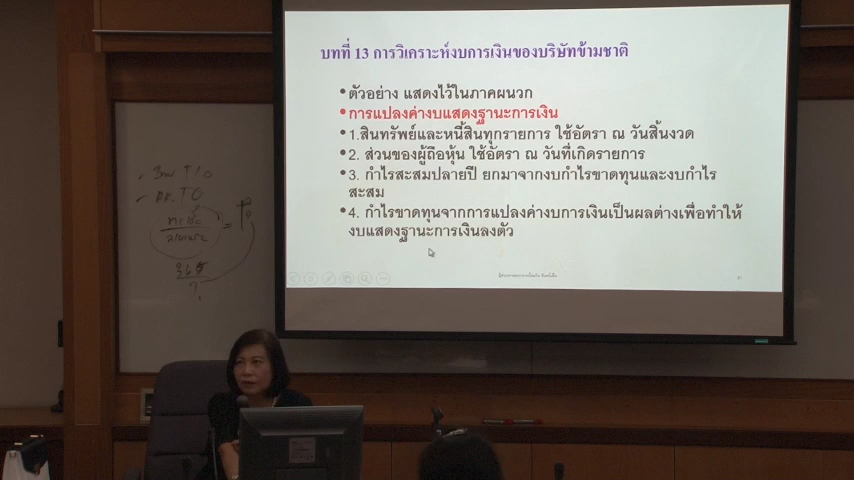 บทที่ 13 การวิเคราะห์งบการเงินของบริษัทข้ามชาติ
•ตัวอย่าง แสดงไว้ในภาคผนวก
•การแปลงค่างบแสดงฐานะการเงิน
•1.สินทรัพย์และหนี้สินทุกรายการ ใช้อัตรา ณ วันสิ้นงวด
•2. ส่วนของผู้ถือหุ้น ใช้อัตรา ณ วันที่เกิดรายการ
•3. กำไรสะสมปลายปี ยกมาจากงบกำไรขาดทุนและงบกำไร
สะสม
•4. กำไรขาดทุนจากการแปลงค่างบการเงินเป็นผลต่างเพื่อทำให้
งบแสดงฐานะการเงินลงตัว
365